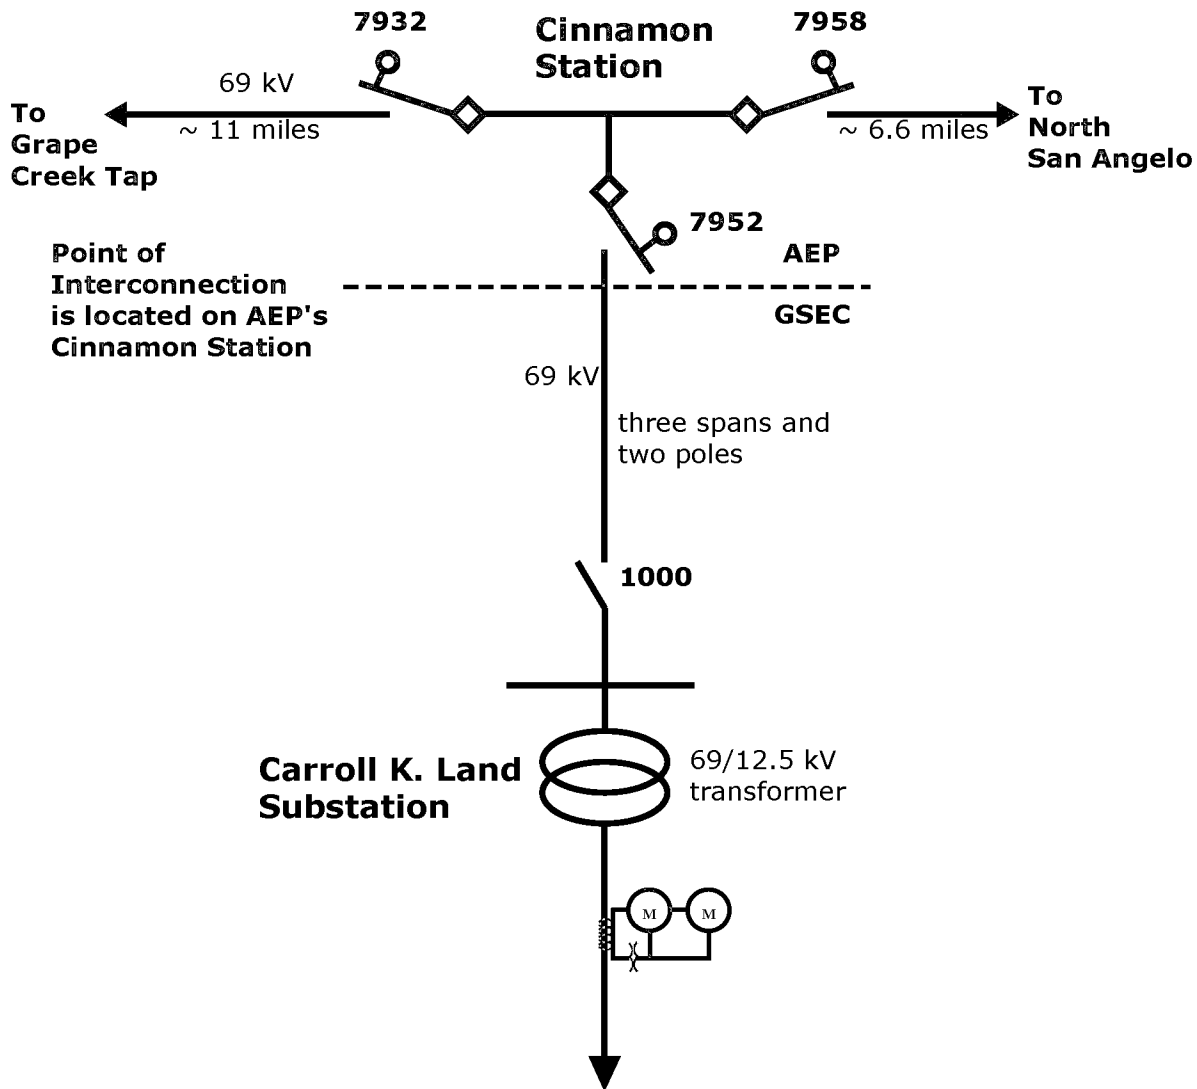 7932
Cinnamon
Station
7958
69 kV
~ 11 miles
To
Grape
Creek Tap
~ 6.6 miles
To
North
San Angelo
7952
Point of
Interconnection
is located on AEP's
Cinnamon Station
AEP
GSEC
69 kV
three spans and
two poles
1000
Carroll K. Land
Substation
69/12.5 kV
transformer
M
M